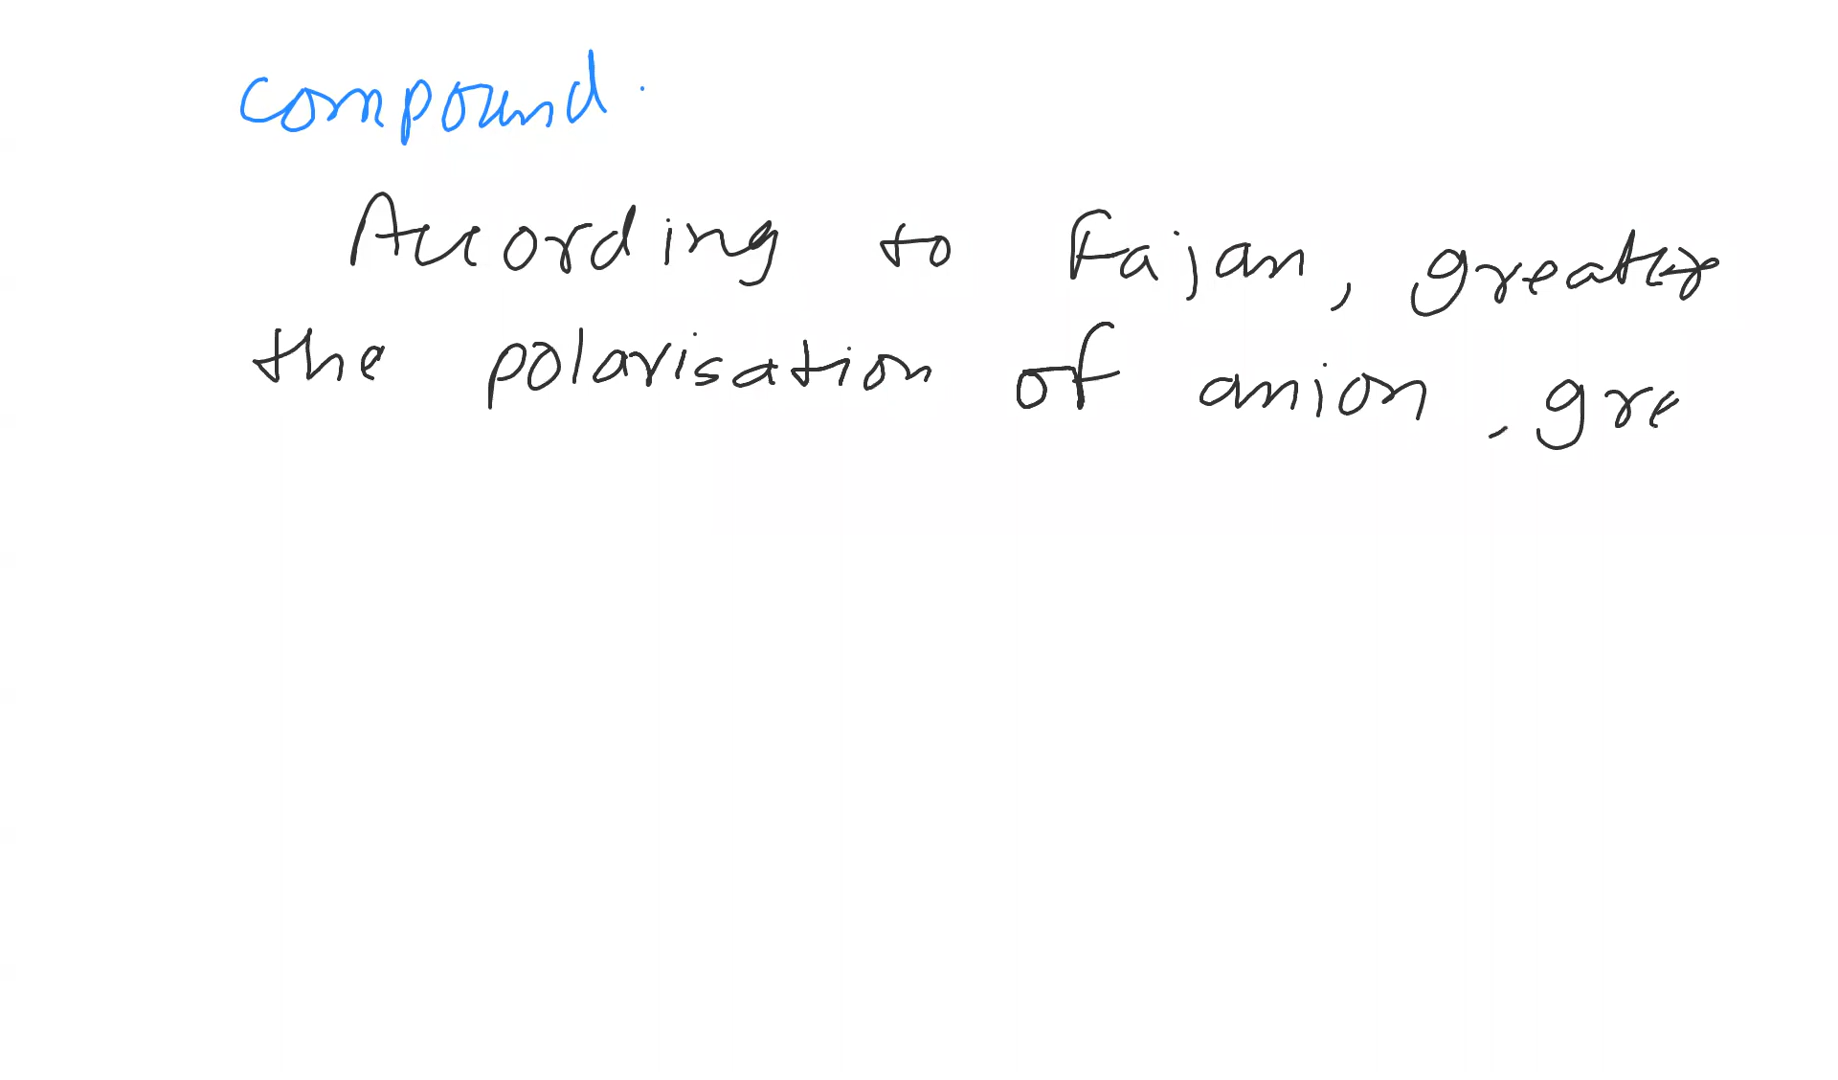 compound.
According to Fajan, greater
the polarisation of anion, gre